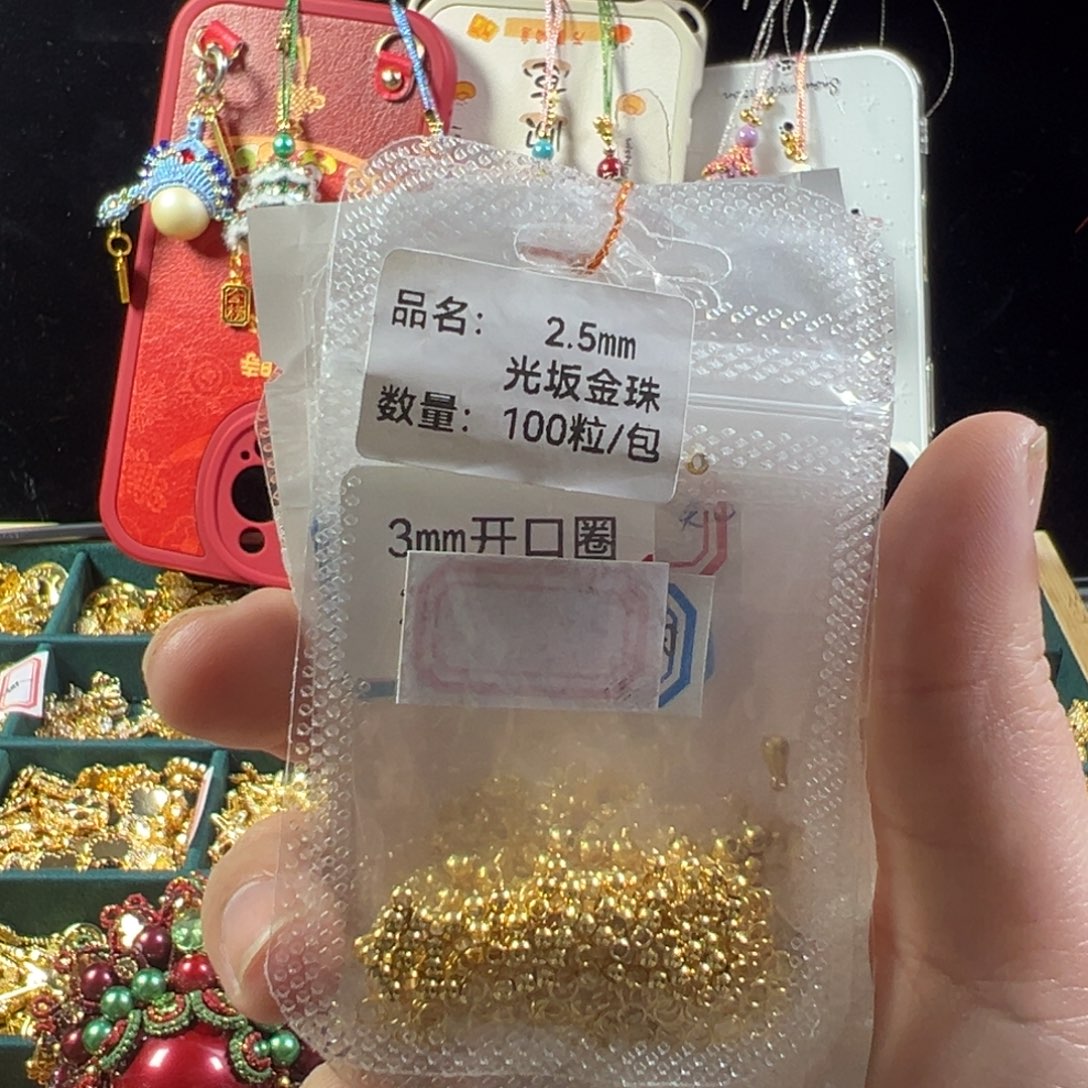 品名： 2.5mm
光坂金珠
数量： 100粒/包
3mm开口圈